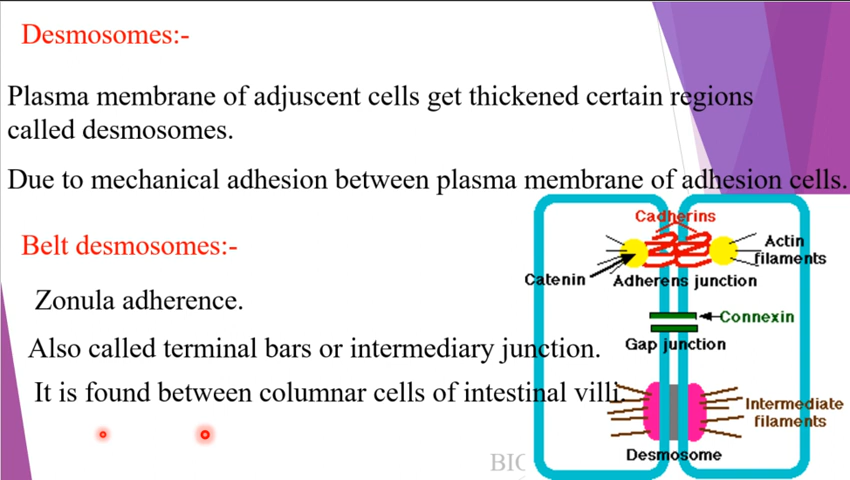 Desmosomes:-
Plasma membrane of adjuscent cells get thickened certain regions
called desmosomes.
Due to mechanical adhesion between plasma membrane of adhesion cells.
Belt desmosomes:-
Zonula adherence.
Also called terminal bars or intermediary junction.
It is found between columnar cells of intestinal villi.
Cadherins
Actin
filaments
Catenin
Adherens junction
Connexin
Gap junction
Intermediate
filaments
Desmosome